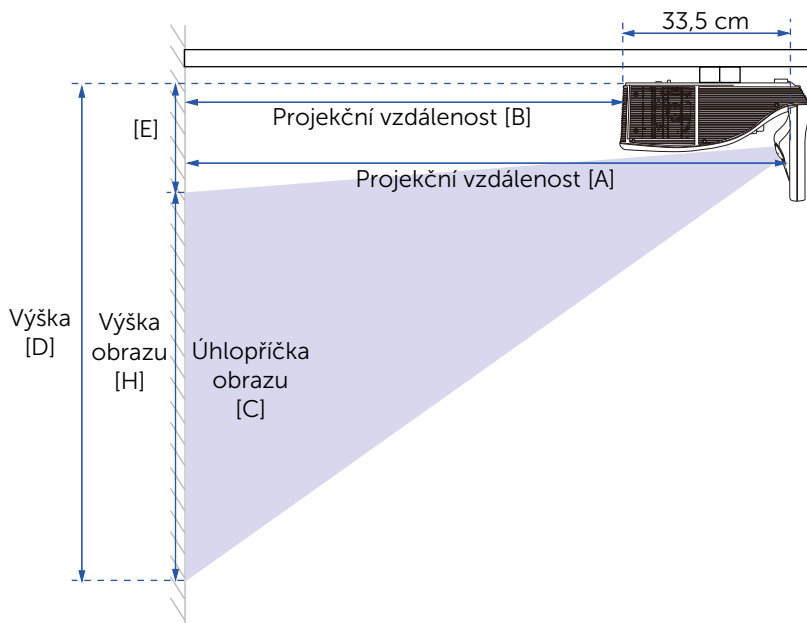 33,5 cm
Projekční vzdálenost [B]
[E]
Projekční vzdálenost [A]
Výška
[D]
Výška
obrazu
[H]
Úhlopříčka
obrazu
[C]